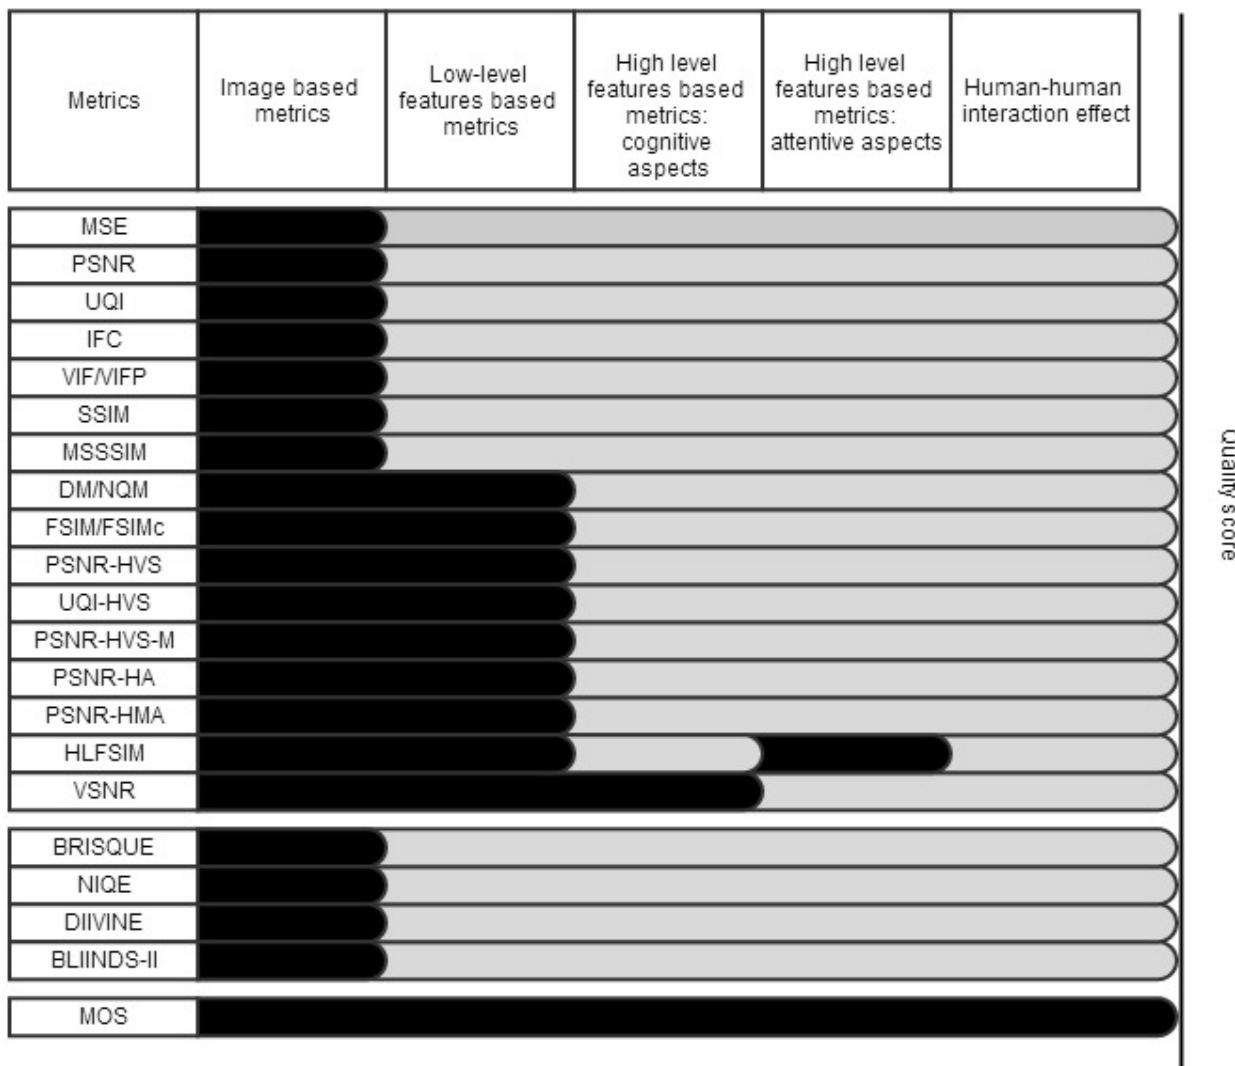 Metrics
Image based
metrics
Low-level
features based
metrics
High level
features based
metrics:
cognitive
aspects
High level
features based
metrics:
attentive aspects
Human-human
interaction effect
MSE
PSNR
UQI
IFC
VIF/VIFP
SSIM
MSSSIM
DM/NQM
FSIM/FSIMc
PSNR-HVS
UQI-HVS
PSNR-HVS-M
PSNR-HA
PSNR-HMA
HLFSIM
VSNR
BRISQUE
NIQE
DIIVINE
BLIINDS-II
MOS
Quality score